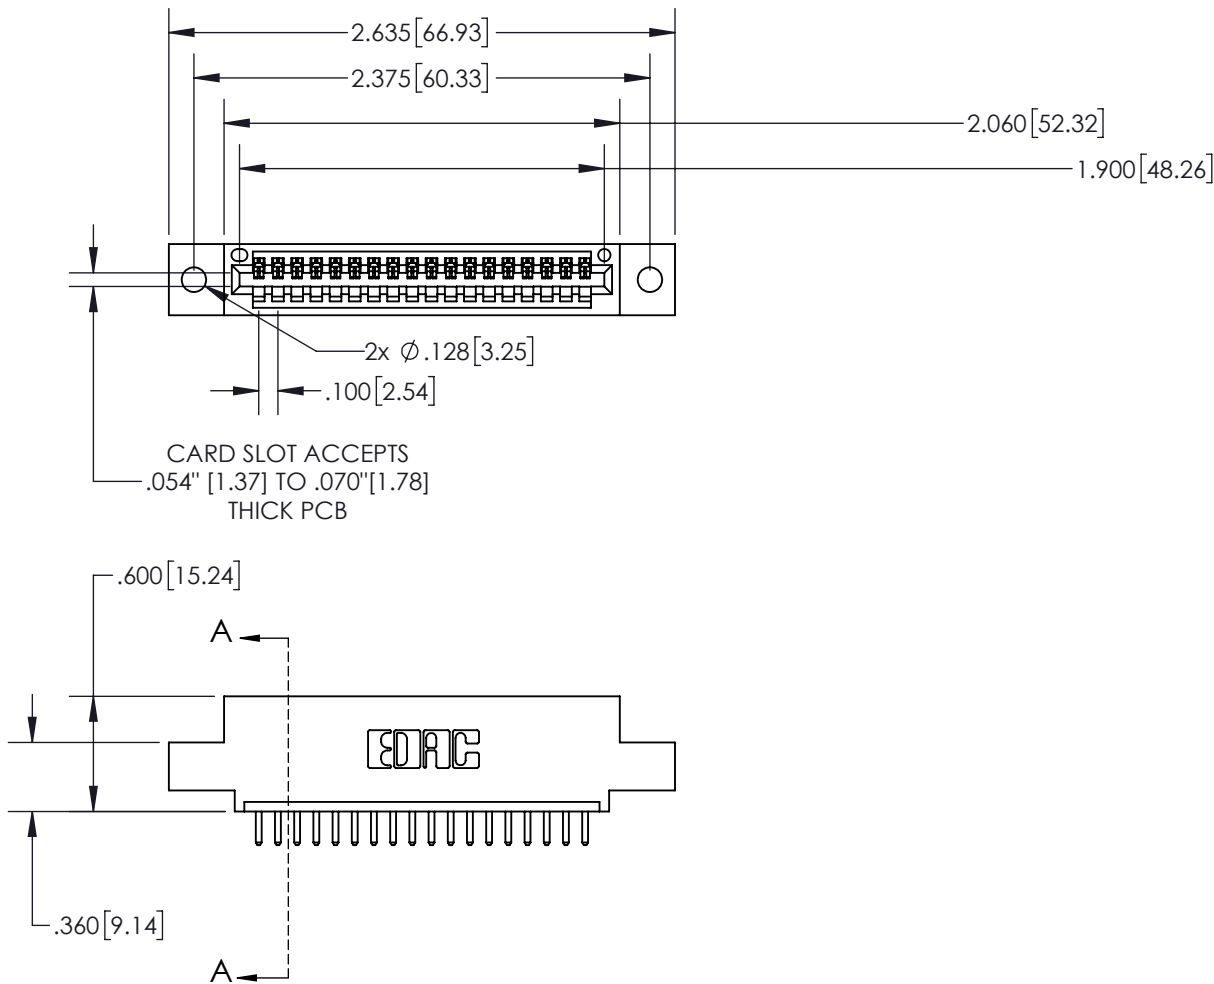 2.635[66.93]
2.375[60.33]
2.060[52.32]
1.900[48.26]
2x Ø.128[3.25]
.100[2.54]
CARD SLOT ACCEPTS
.054" [1.37] TO .070"[1.78]
THICK PCB
.600[15.24]
A
EDAC
.360[9.14]
A